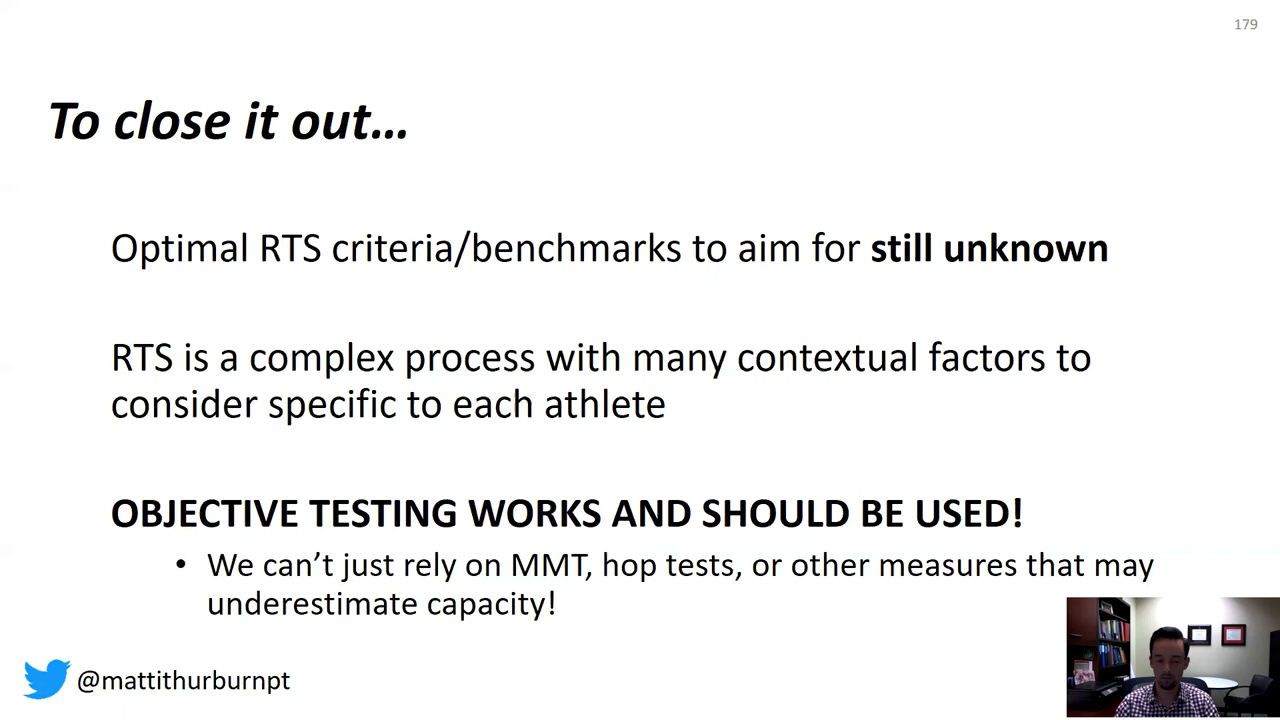 179
To close it out...
Optimal RTS criteria/benchmarks to aim for still unknown
RTS is a complex process with many contextual factors to
consider specific to each athlete
OBJECTIVE TESTING WORKS AND SHOULD BE USED!
• We can’t just rely on MMT, hop tests, or other measures that may
underestimate capacity!
@mattithurburnpt